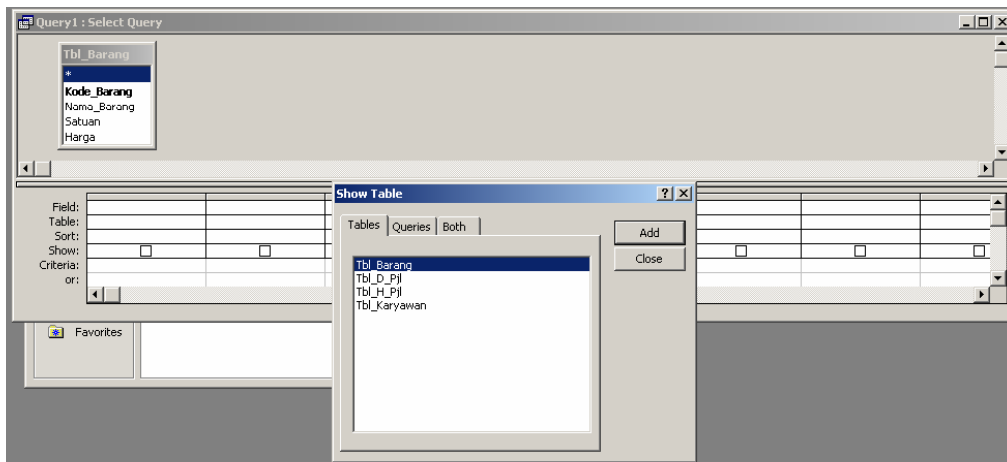 Query1 : Select Query
Tbl_Barang
*
Kode_Barang
Nama_Barang
Satuan
Harga
Field:
Table:
Sort:
Show:
Criteria:
or:
Show Table
Tables Queries Both
Add
Close
Tbl_Barang
Tbl_D_Pjl
Tbl_H_Pjl
Tbl_Karyawan
Favorites